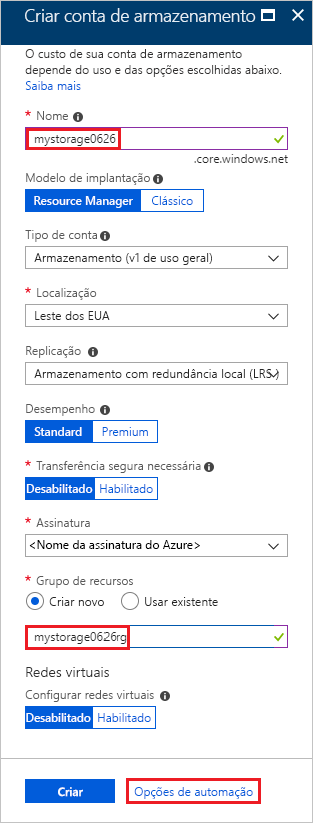 Criar conta de armazenamento
O custo de sua conta de armazenamento
depende do uso e das opções escolhidas abaixo.
Saiba mais
* Nome
mystorage0626
.core.windows.net
Modelo de implantação
Resource Manager Clássico
Tipo de conta
Armazenamento (v1 de uso geral)
* Localização
Leste dos EUA
Replicação
Armazenamento com redundância local (LRS)
Desempenho
Standard Premium
* Transferência segura necessária
Desabilitado Habilitado
* Assinatura
<Nome da assinatura do Azure>
* Grupo de recursos
Criar novo Usar existente
mystorage0626rg
Redes virtuais
Configurar redes virtuais
Desabilitado Habilitado
Criar Opções de automação